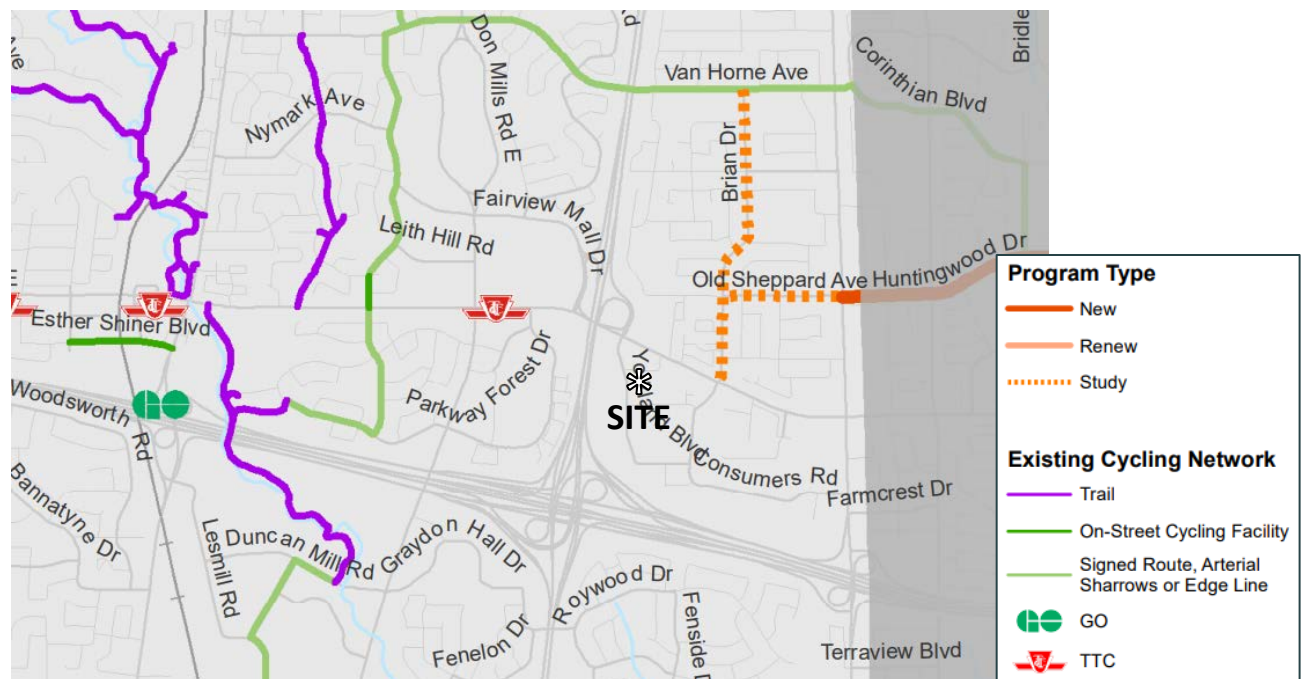 Ave
Rd
Bridle
Don Mills Rd E
Van Horne Ave
Corinthian Blvd
Nymark Ave
Brian Dr
Fairview Mall Dr
Leith Hill Rd
Old Sheppard Ave Huntingwood Dr
E
Esther Shiner Blvd
Parkway Forest Dr
Woodsworth Rd
SITE
Blvd
Consumers Rd
Farmcrest Dr
Bannatyne Dr
Lesmill Rd
Duncan Mill Rd
Graydon Hall Dr
Roywood Dr
Fenside D
Fenelon Dr
Terraview Blvd
Program Type
New
Renew
Study
Existing Cycling Network
Trail
On-Street Cycling Facility
Signed Route, Arterial
Sharrows or Edge Line
GO
TTC